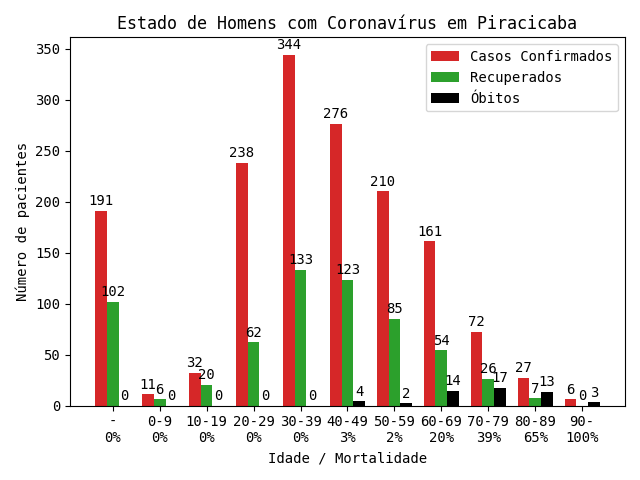 Estado de Homens com Coronavírus em Piracicaba
Casos Confirmados
Recuperados
Óbitos
Número de pacientes
350
300
250
200
150
100
50
0
191 102 0
11 6 0
32 20 0
238 62 0
344 133 0
276 123 4
210 85 2
161 54 14
72 26 17
27 7 13
6 0 3
- 0-9 10-19 20-29 30-39 40-49 50-59 60-69 70-79 80-89 90-
0% 0% 0% 0% 0% 3% 2% 20% 39% 65% 100%
Idade / Mortalidade